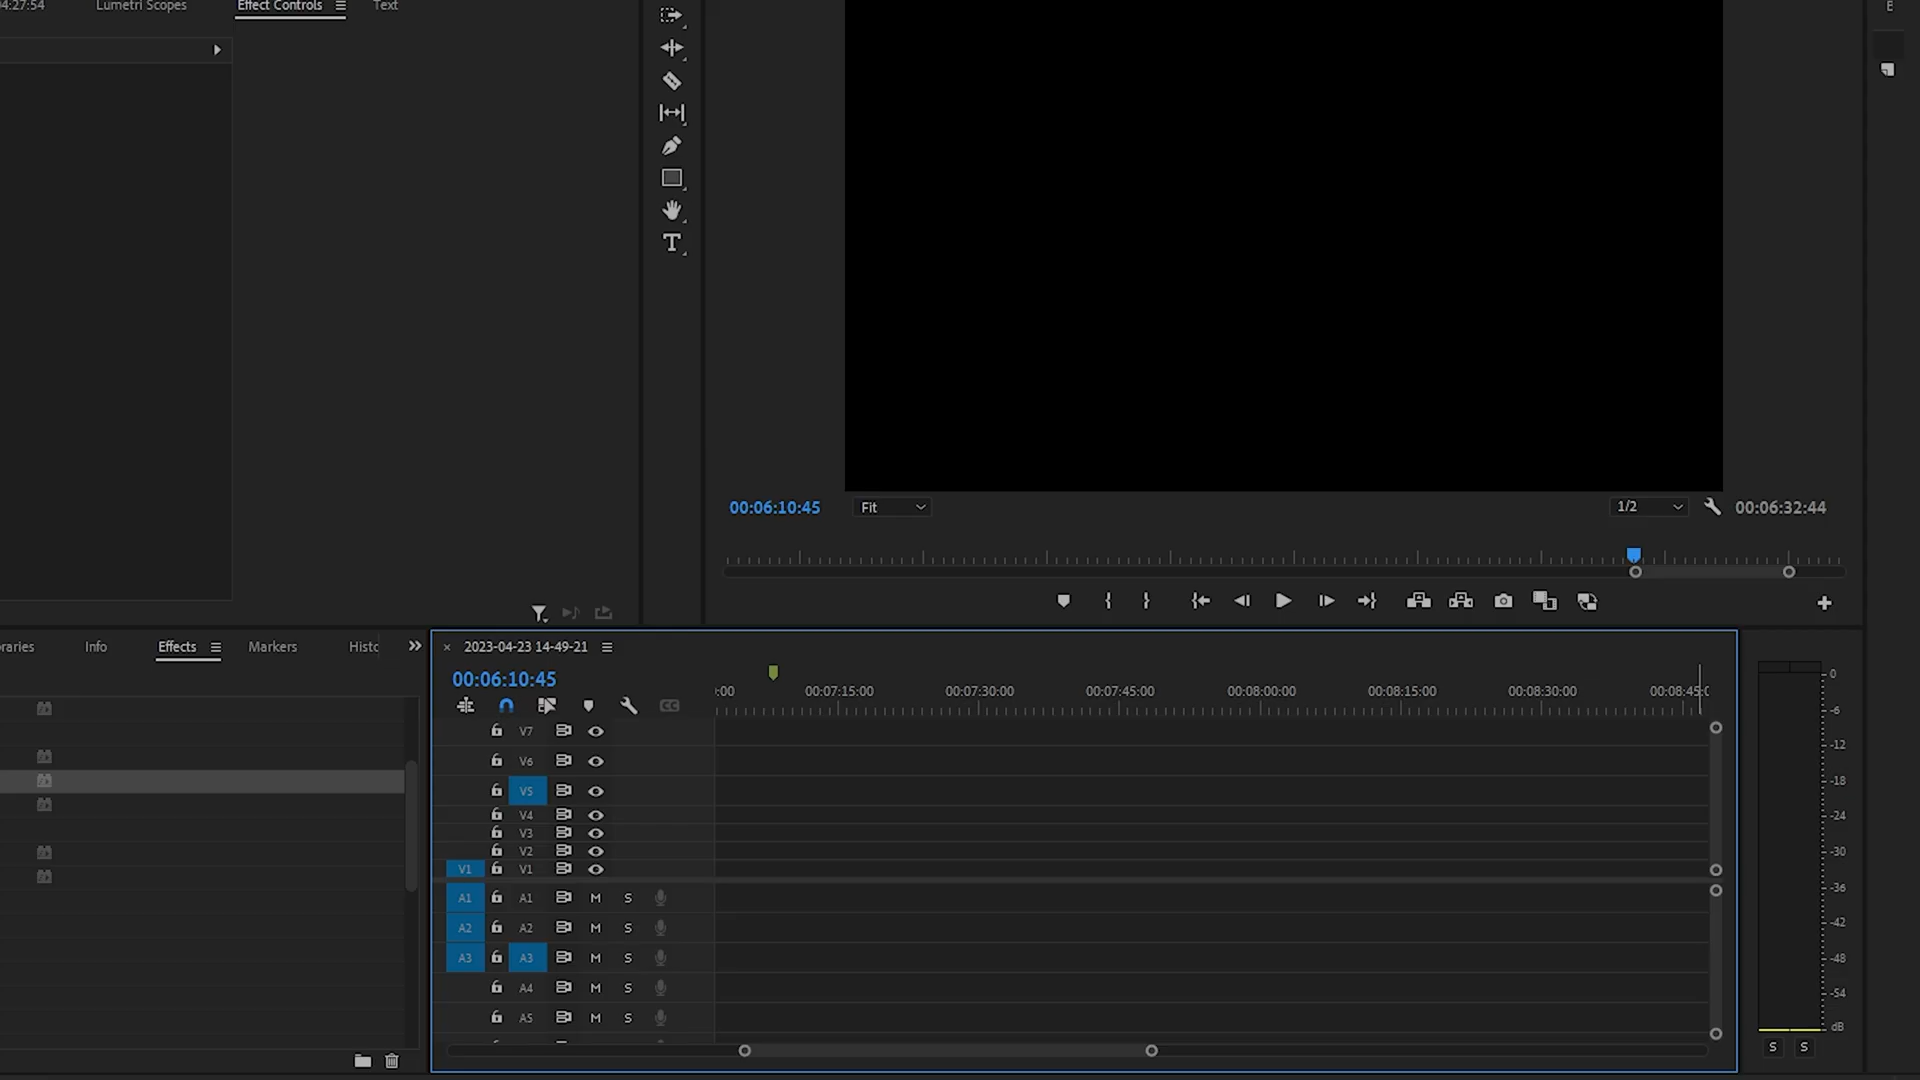 4:27:54
Lumetri Scopes
Effect Controls
Text
00:06:10:45
Fit
1/2
00:06:32:44
raries
Info
Effects
Markers
Histo
2023-04-23 14-49-21
00:06:10:45
:00
00:07:15:00
00:07:30:00
00:07:45:00
00:08:00:00
00:08:15:00
00:08:30:00
00:08:45:0
V7
V6
V5
V4
V3
V2
V1 V1
A1 A1 M S
A2 A2 M S
A3 A3 M S
A4 M S
A5 M S
0
-6
-12
-18
-24
-30
-36
-42
-48
-54
dB
S S